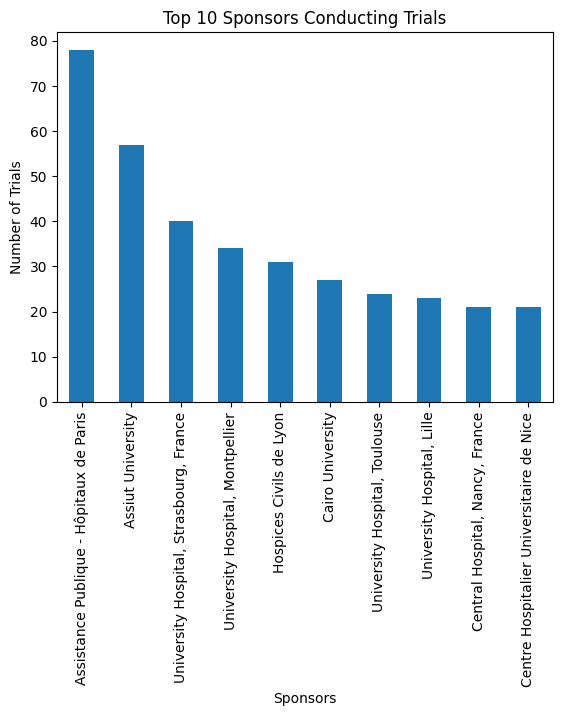 Top 10 Sponsors Conducting Trials
Number of Trials
80
70
60
50
40
30
20
10
0
Assistance Publique - Hôpitaux de Paris
Assiut University
University Hospital, Strasbourg, France
University Hospital, Montpellier
Hospices Civils de Lyon
Cairo University
University Hospital, Toulouse
University Hospital, Lille
Central Hospital, Nancy, France
Centre Hospitalier Universitaire de Nice
Sponsors